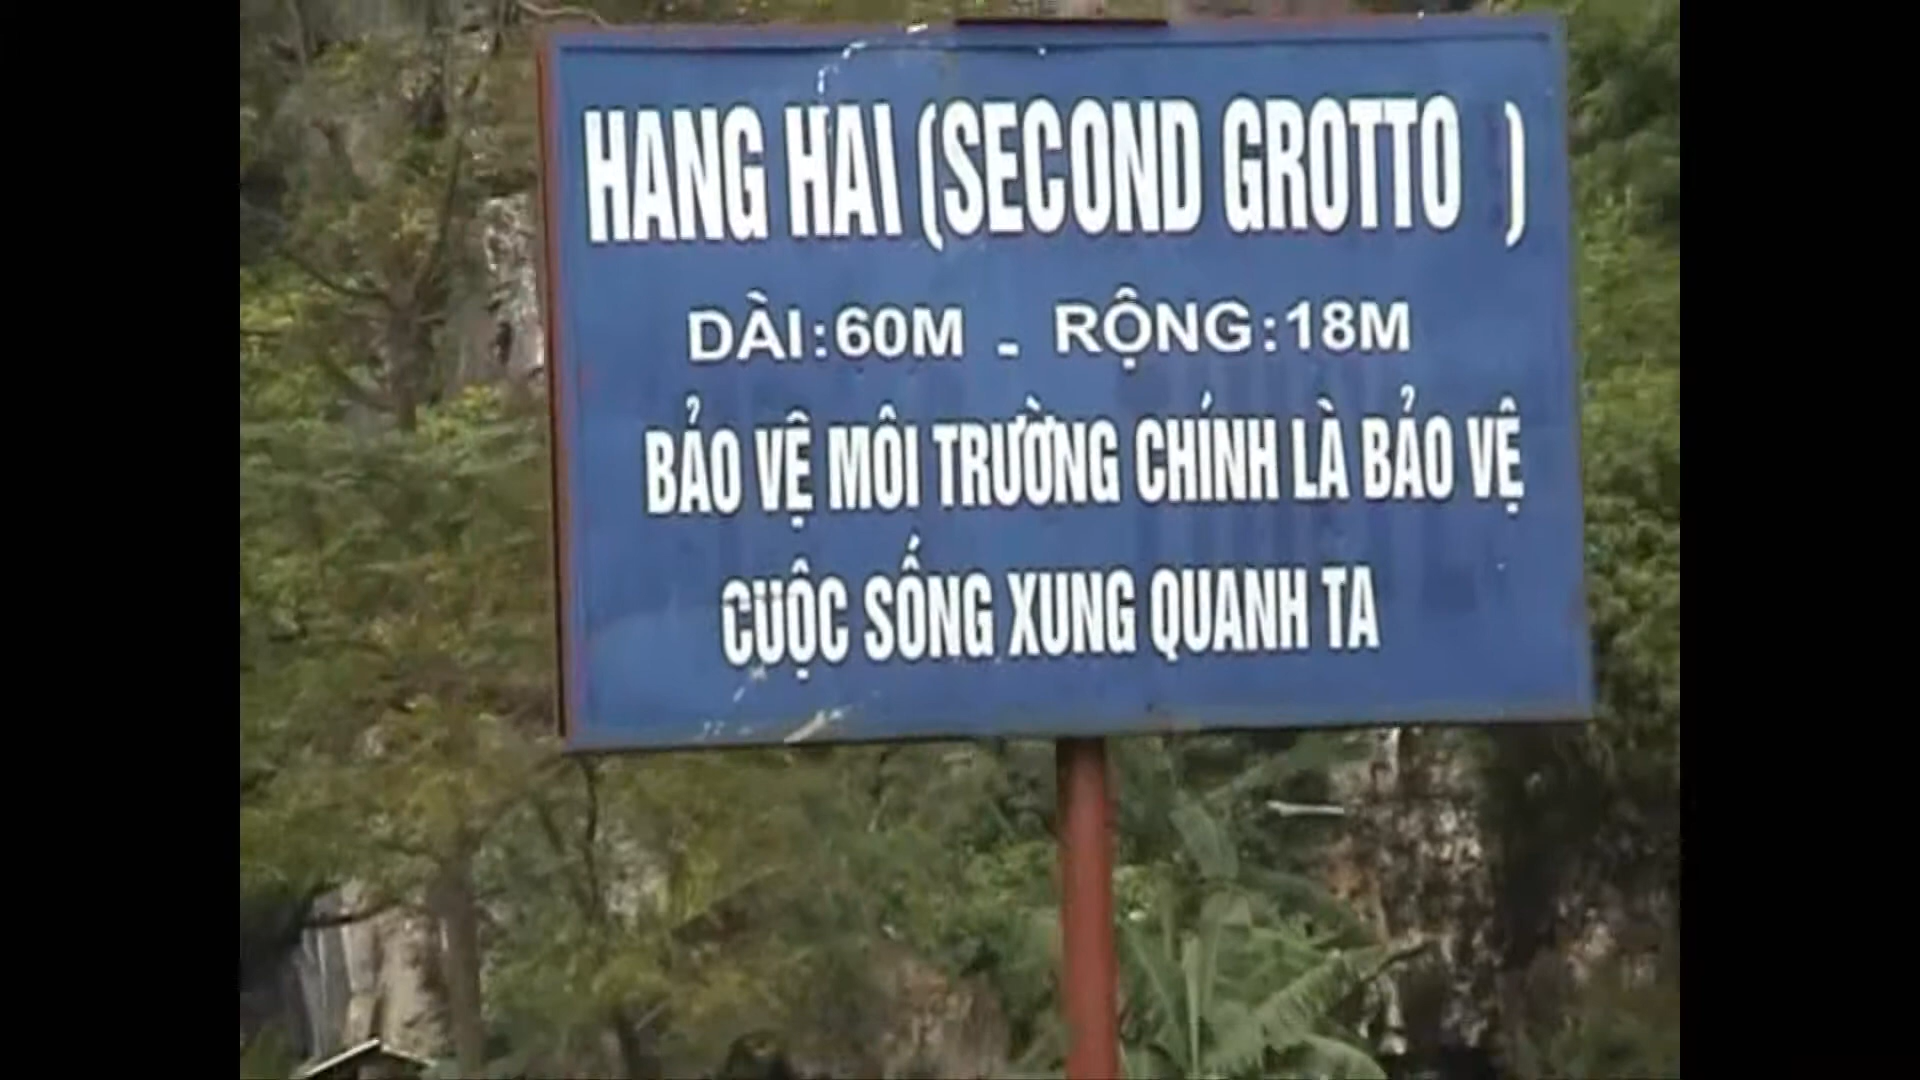 HANG HAI (SECOND GROTTO )
DÀI:60M - RỘNG:18M
BẢO VỆ MÔI TRƯỜNG CHÍNH LÀ BẢO VỆ
CUỘC SỐNG XUNG QUANH TA